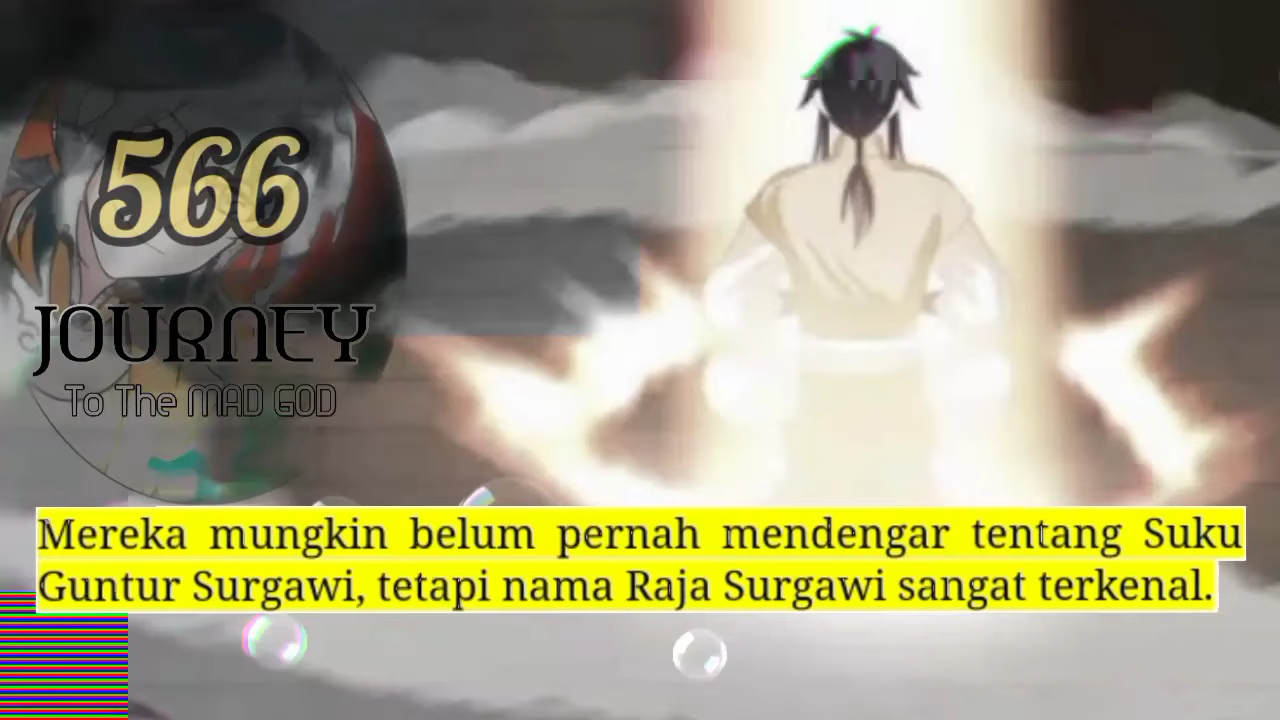 566
JOURNEY
To The MAD GOD
Mereka mungkin belum pernah mendengar tentang Suku
Guntur Surgawi, tetapi nama Raja Surgawi sangat terkenal.